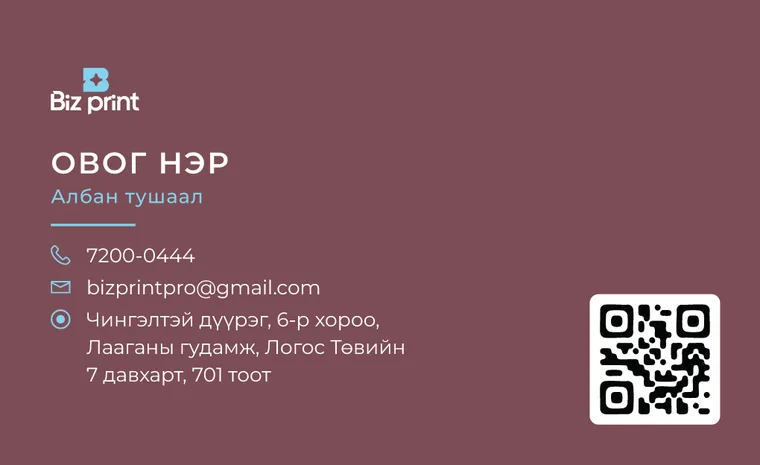 Biz print
ОВОГ НЭР
Албан тушаал
7200-0444
bizprintpro@gmail.com
Чингэлтэй дүүрэг, 6-р хороо,
Лааганы гудамж, Логос Төвийн
7 давхарт, 701 тоот